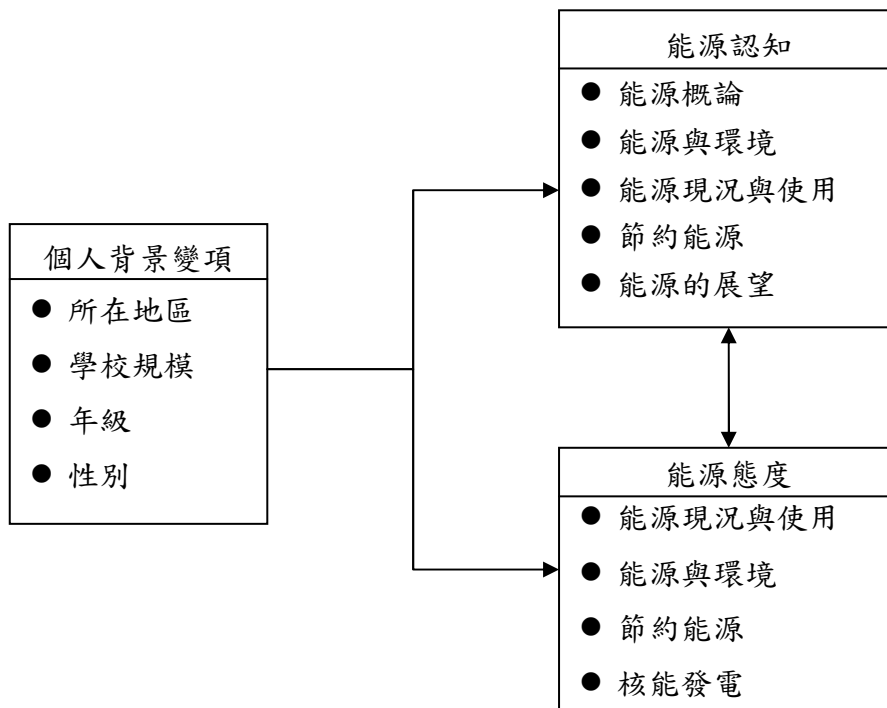 個人背景變項
● 所在地區
● 學校規模
● 年級
● 性別
能源認知
● 能源概論
● 能源與環境
● 能源現況與使用
● 節約能源
● 能源的展望
能源態度
● 能源現況與使用
● 能源與環境
● 節約能源
● 核能發電